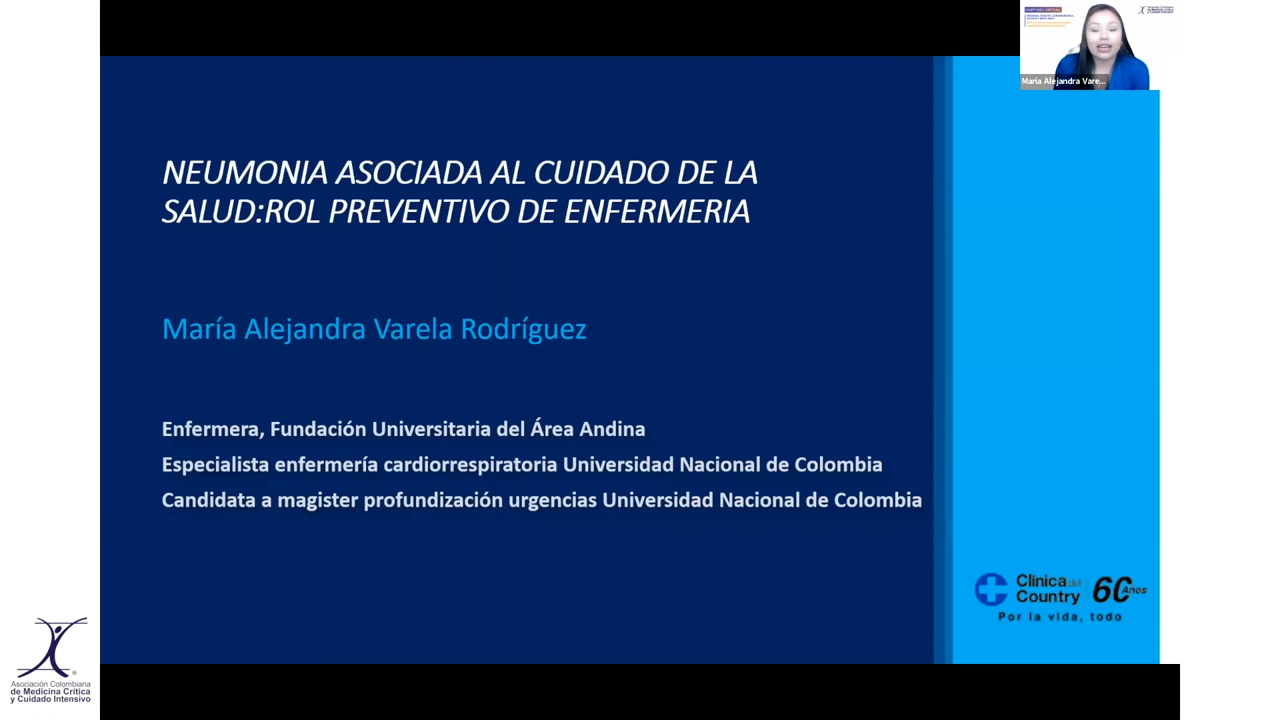 NEUMONIA ASOCIADA AL CUIDADO DE LA
SALUD:ROL PREVENTIVO DE ENFERMERIA
María Alejandra Varela Rodríguez
Enfermera, Fundación Universitaria del Área Andina
Especialista enfermería cardiorrespiratoria Universidad Nacional de Colombia
Candidata a magister profundización urgencias Universidad Nacional de Colombia
Clínica del
Country
60 Años
Por la vida, todo
Maria Alejandra Vare...
Asociación Colombiana
de Medicina Crítica
y Cuidado Intensivo